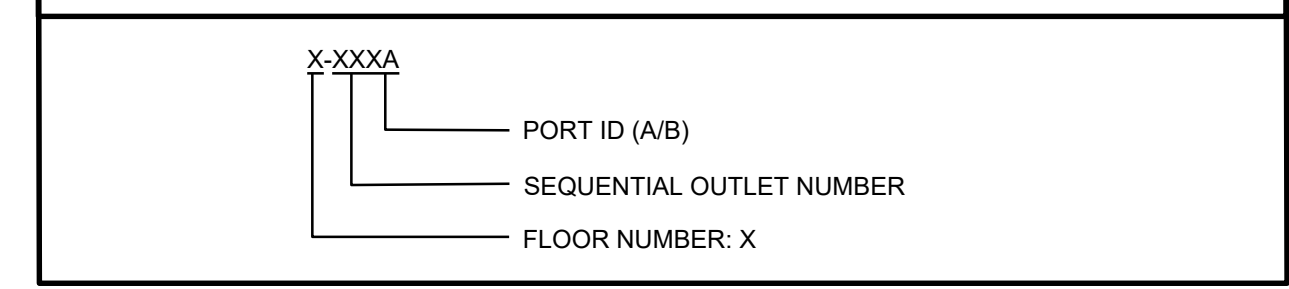 X-XXXA
PORT ID (A/B)
SEQUENTIAL OUTLET NUMBER
FLOOR NUMBER: X